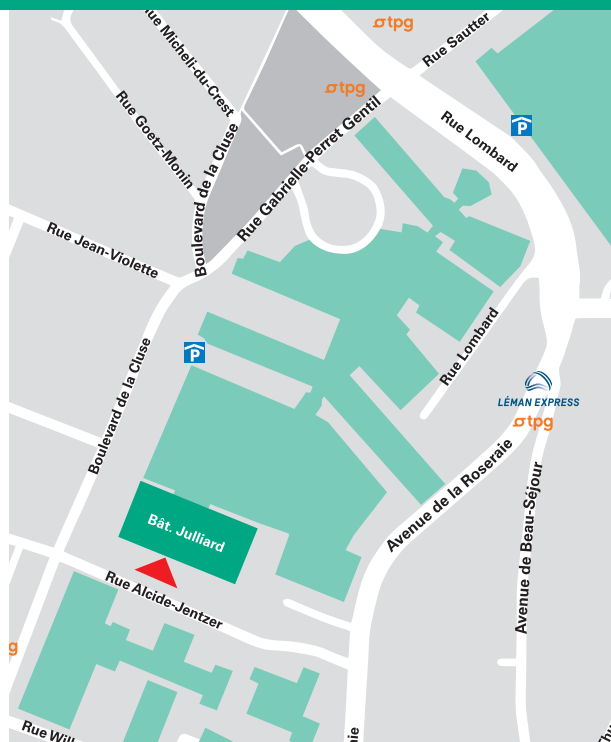 tpg
Rue Sautter
Rue Micheli-du-Crest
tpg
Rue Goetz-Monin
Boulevard de la Cluse
Rue Gabrielle-Perret Gentil
Rue Lombard
P
Rue Jean-Violette
P
Boulevard de la Cluse
Rue Lombard
LÉMAN EXPRESS
tpg
Avenue de la Roseraie
Avenue de Beau-Séjour
Bât. Julliard
Rue Alcide-Jentzer